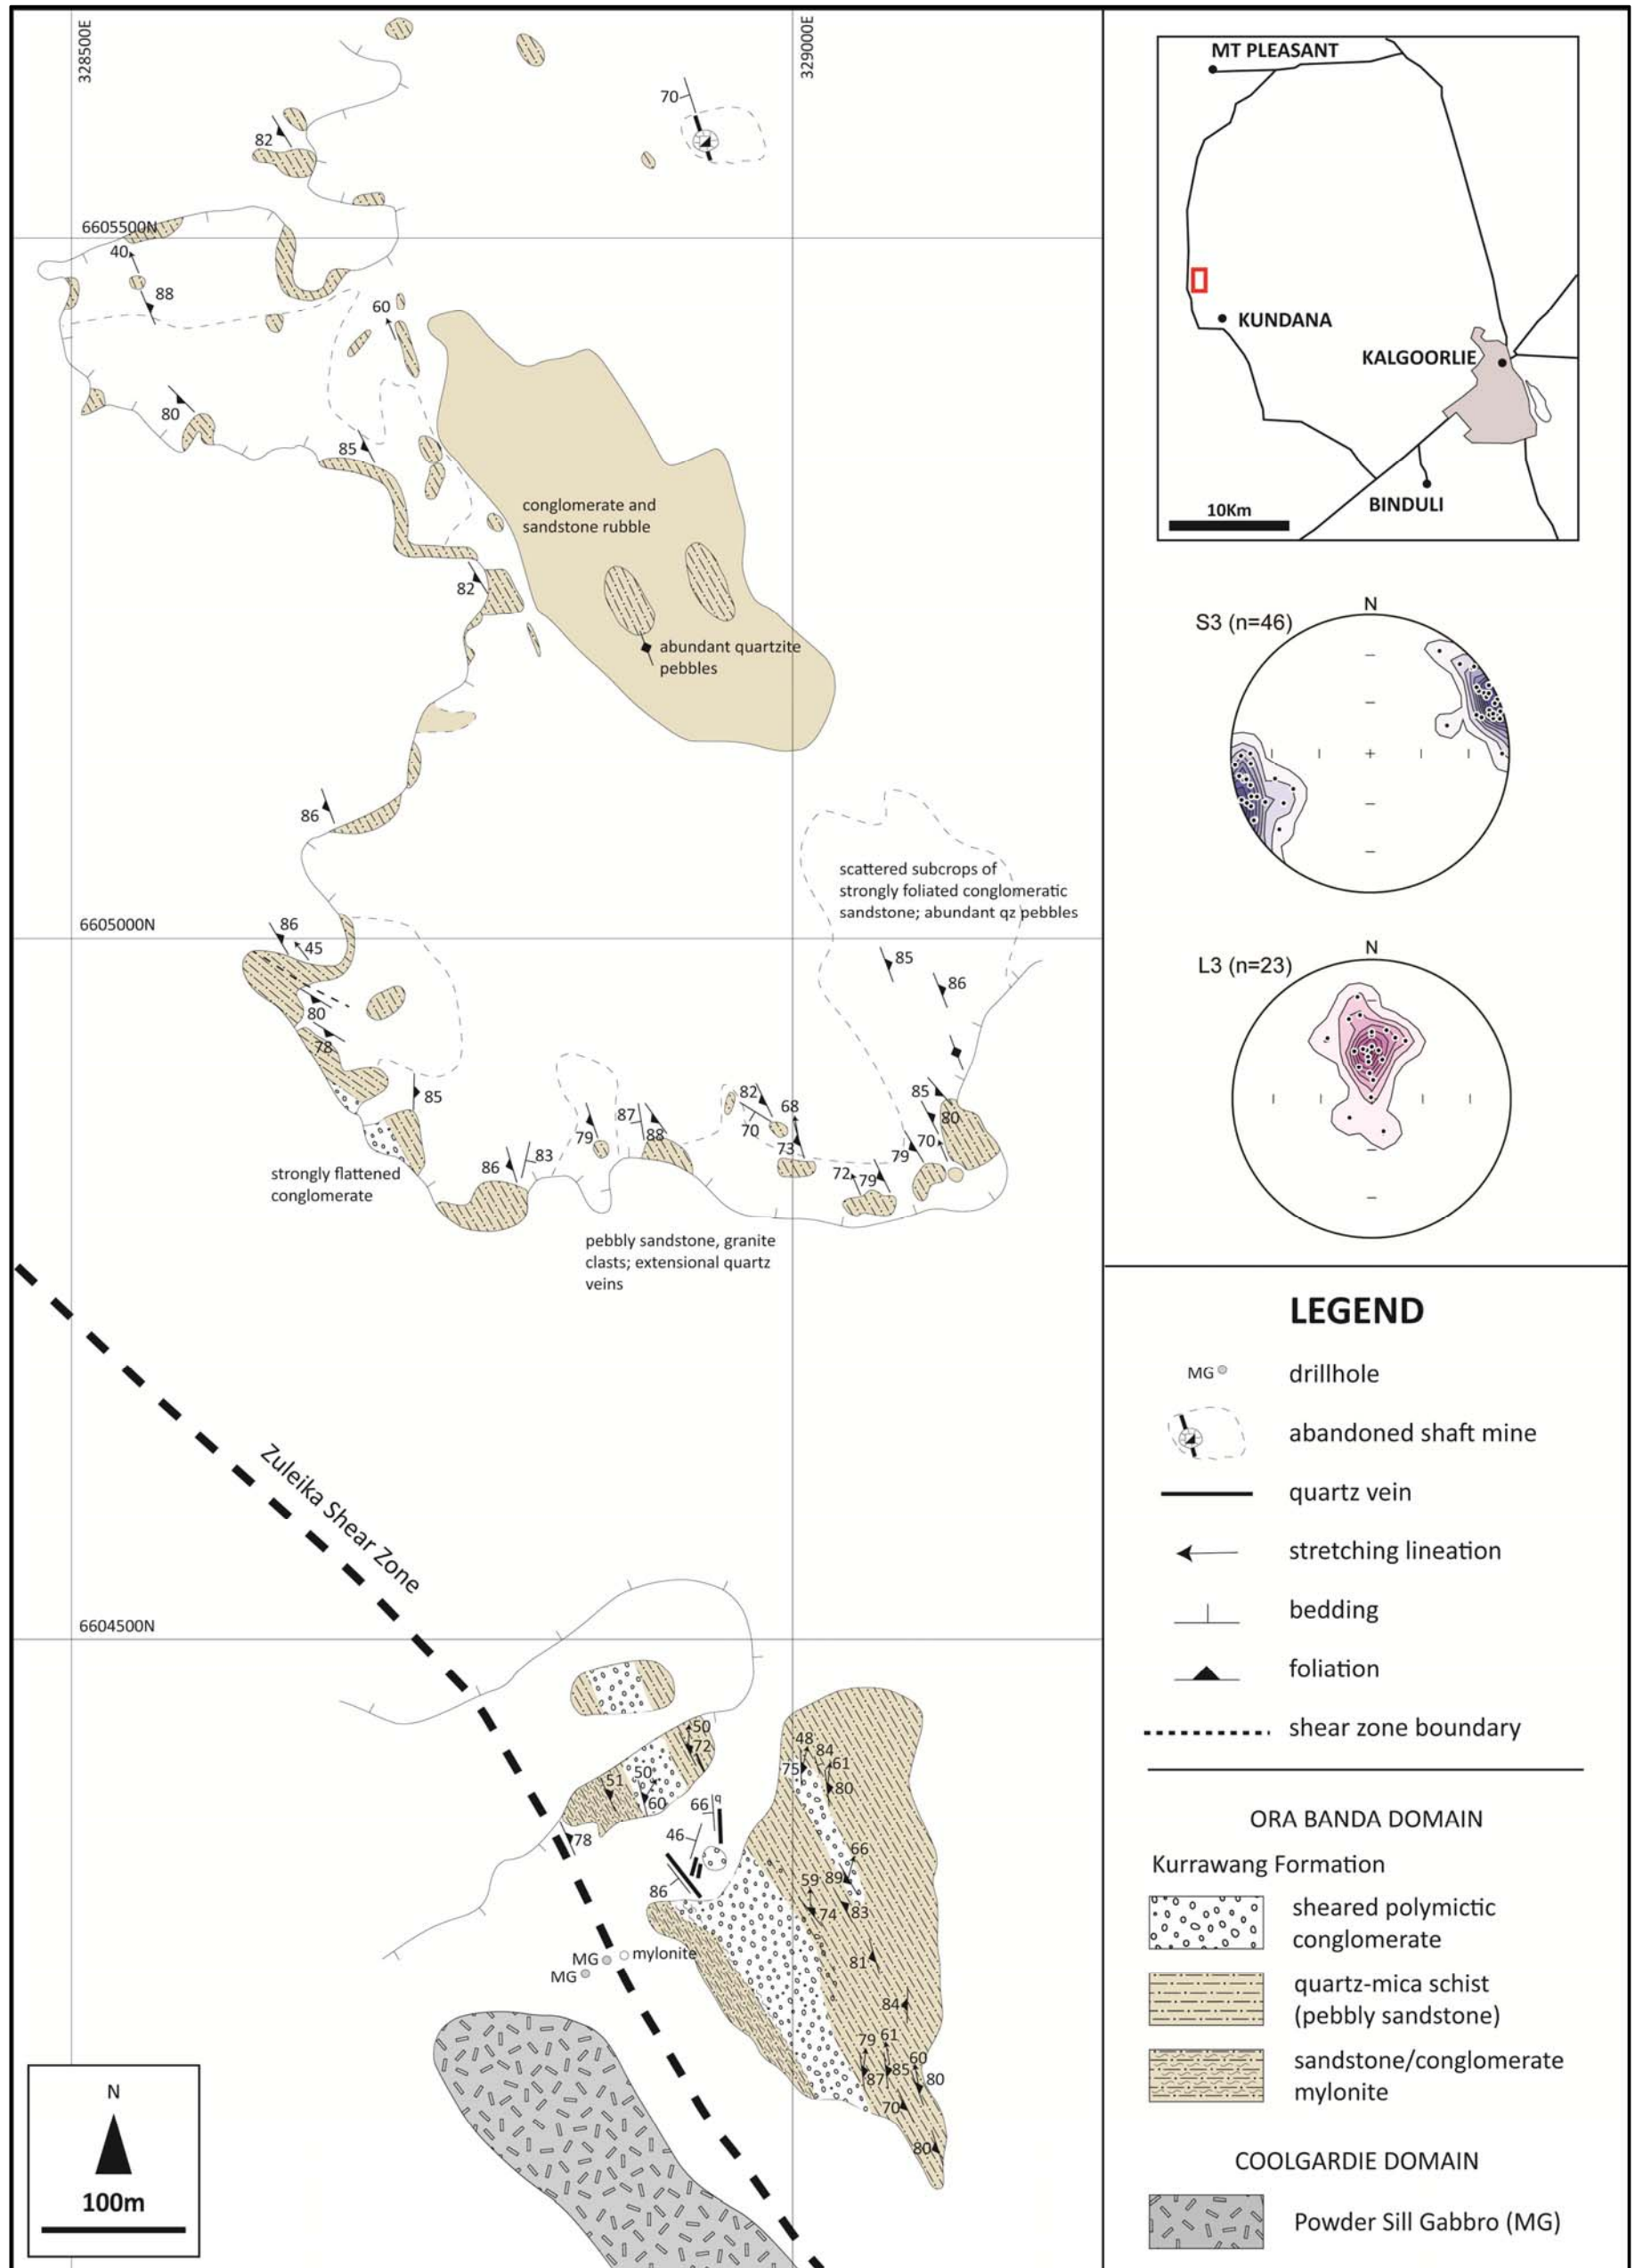 328500E
329000E
70
82
6605500N
40
88
60
80
85
conglomerate and
sandstone rubble
82
abundant quartzite
pebbles
86
scattered subcrops of
strongly foliated conglomeratic
sandstone; abundant qz pebbles
6605000N
86
45
85
86
80
78
85
82
68
85
87
80
70
79
88
73
70
86
83
79
72
79
strongly flattened
conglomerate
pebbly sandstone, granite
clasts; extensional quartz
veins
Zuleika Shear Zone
6604500N
50
72
48
84
75
61
50
51
80
60
66
q
78
46
66
59
89
86
74
83
MG
mylonite
81
MG
84
79
61
60
87
85
80
70
80
N
100m
MT PLEASANT
KUNDANA
KALGOORLIE
BINDULI
10Km
N
S3 (n=46)
N
L3 (n=23)
LEGEND
MG
drillhole
abandoned shaft mine
quartz vein
stretching lineation
bedding
foliation
shear zone boundary
ORA BANDA DOMAIN
Kurrawang Formation
sheared polymictic
conglomerate
quartz-mica schist
(pebbly sandstone)
sandstone/conglomerate
mylonite
COOLGARDIE DOMAIN
Powder Sill Gabbro (MG)